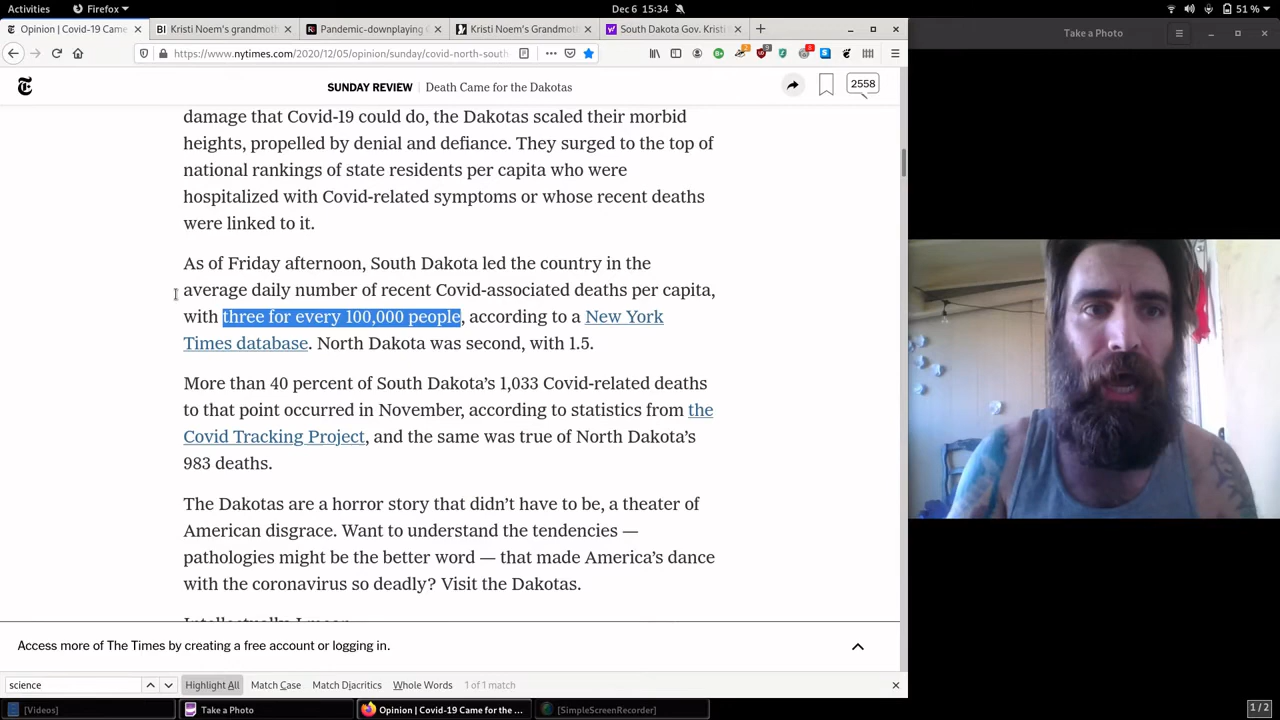 Activities
Firefox
Dec 6 15:34
51 %
Opinion | Covid-19 Came
Kristi Noem's grandmoth
Pandemic-downplaying G
Kristi Noem's Grandmot
South Dakota Gov. Kristi
Take a Photo
https://www.nytimes.com/2020/12/05/opinion/sunday/covid-north-south
SUNDAY REVIEW
Death Came for the Dakotas
2558
damage that Covid-19 could do, the Dakotas scaled their morbid
heights, propelled by denial and defiance. They surged to the top of
national rankings of state residents per capita who were
hospitalized with Covid-related symptoms or whose recent deaths
were linked to it.
As of Friday afternoon, South Dakota led the country in the
average daily number of recent Covid-associated deaths per capita,
with three for every 100,000 people, according to a New York
Times database. North Dakota was second, with 1.5.
More than 40 percent of South Dakota's 1,033 Covid-related deaths
to that point occurred in November, according to statistics from the
Covid Tracking Project, and the same was true of North Dakota's
983 deaths.
The Dakotas are a horror story that didn't have to be, a theater of
American disgrace. Want to understand the tendencies —
pathologies might be the better word — that made America's dance
with the coronavirus so deadly? Visit the Dakotas.
Access more of The Times by creating a free account or logging in.
science
Highlight All
Match Case
Match Diacritics
Whole Words
1 of 1 match
[Videos]
Take a Photo
Opinion | Covid-19 Came for the ...
[SimpleScreenRecorder]
1/2